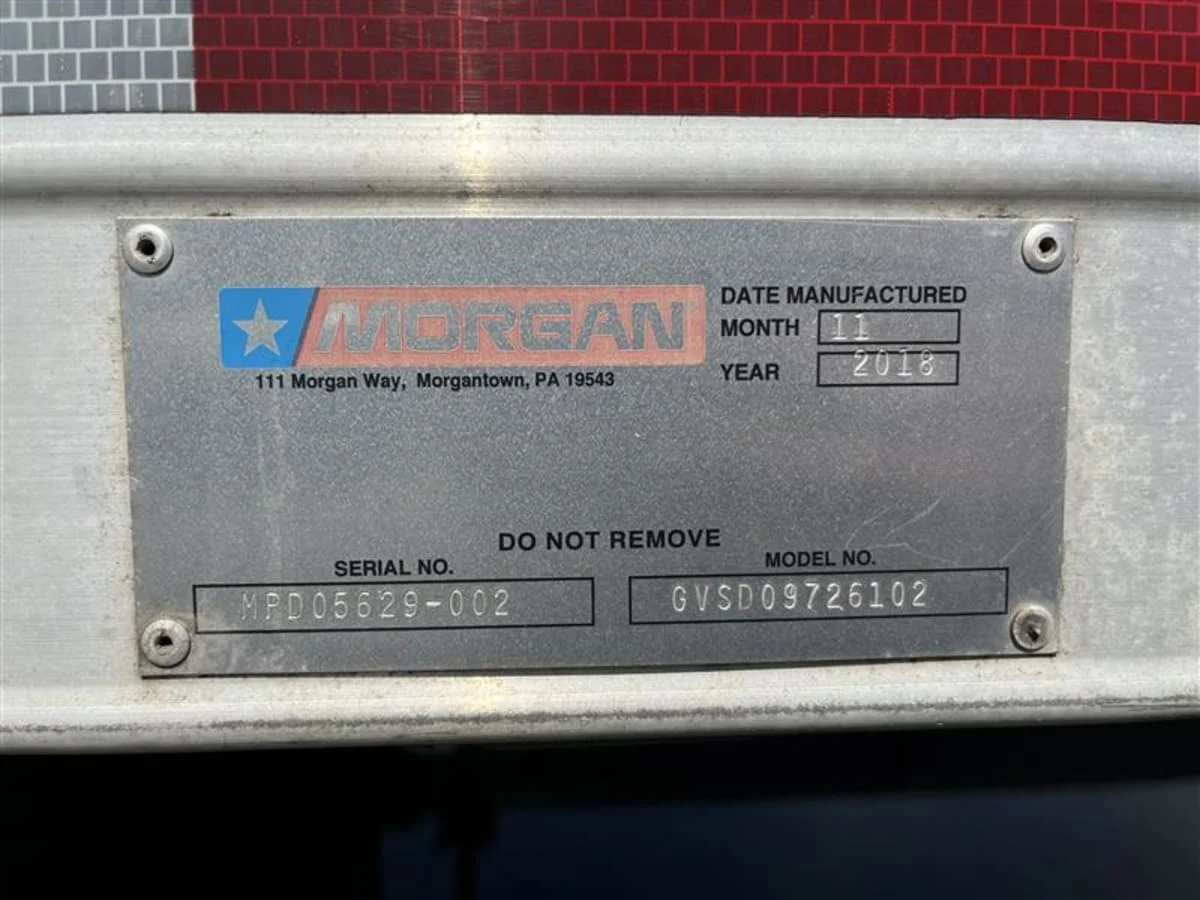 MORGAN
111 Morgan Way, Morgantown, PA 19543
DATE MANUFACTURED
MONTH 11
YEAR 2018
DO NOT REMOVE
SERIAL NO.
MPD05629-002
MODEL NO.
GVSD09726102